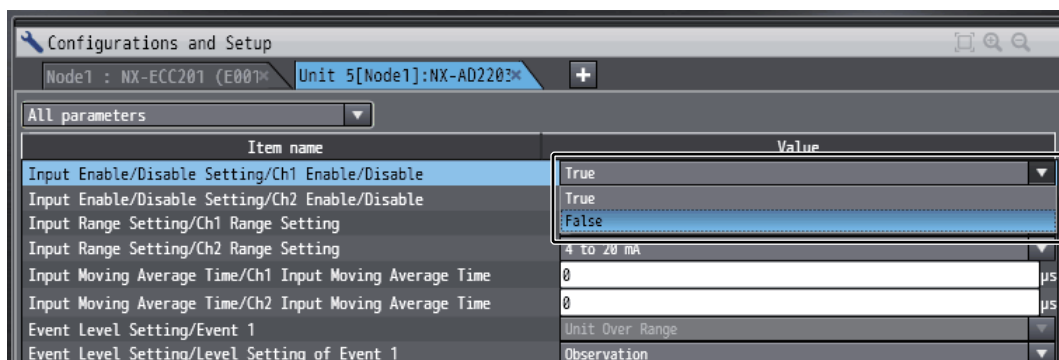 Configurations and Setup
Node1 : NX-ECC201 (E001
Unit 5[Node1]:NX-AD2203
All parameters
Item name Value
Input Enable/Disable Setting/Ch1 Enable/Disable True
Input Enable/Disable Setting/Ch2 Enable/Disable True
Input Range Setting/Ch1 Range Setting False
Input Range Setting/Ch2 Range Setting 4 to 20 mA
Input Moving Average Time/Ch1 Input Moving Average Time 0 µs
Input Moving Average Time/Ch2 Input Moving Average Time 0 µs
Event Level Setting/Event 1 Unit Over Range
Event Level Setting/Level Setting of Event 1 Observation